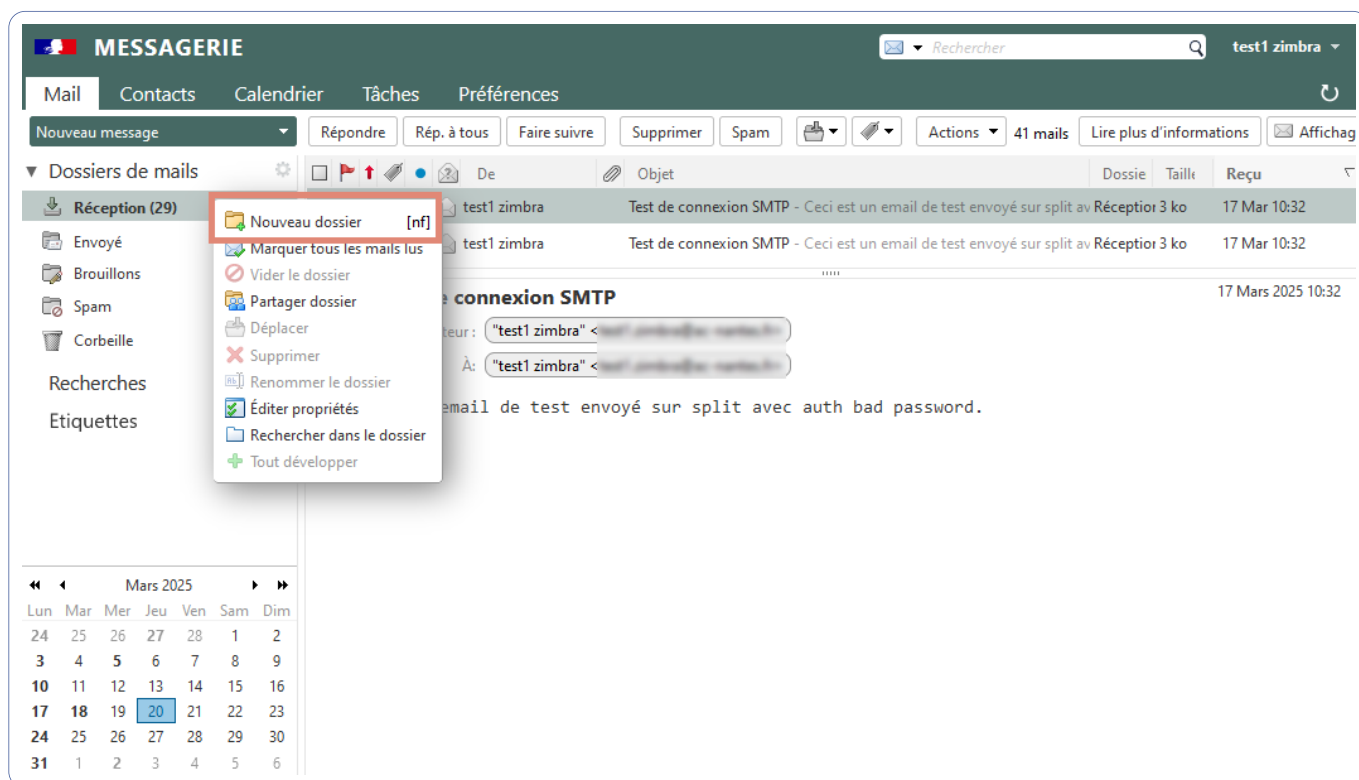 MESSAGERIE
Rechercher
test1 zimbra
Mail Contacts Calendrier Tâches Préférences
Nouveau message Répondre Rép. à tous Faire suivre Supprimer Spam Actions 41 mails Lire plus d'informations Affichag
Dossiers de mails
De Objet Dossie Taille Reçu
Réception (29)
test1 zimbra Test de connexion SMTP - Ceci est un email de test envoyé sur split av Réception 3 ko 17 Mar 10:32
Envoyé
test1 zimbra Test de connexion SMTP - Ceci est un email de test envoyé sur split av Réception 3 ko 17 Mar 10:32
Brouillons
Spam
Corbeille
Recherches
Etiquettes
Nouveau dossier [nf]
Marquer tous les mails lus
Vider le dossier
Partager dossier
Déplacer
Supprimer
Renommer le dossier
Éditer propriétés
Rechercher dans le dossier
Tout développer
connexion SMTP
17 Mars 2025 10:32
teur : "test1 zimbra" <
À: "test1 zimbra" <
email de test envoyé sur split avec auth bad password.
Mars 2025
Lun Mar Mer Jeu Ven Sam Dim
24 25 26 27 28 1 2
3 4 5 6 7 8 9
10 11 12 13 14 15 16
17 18 19 20 21 22 23
24 25 26 27 28 29 30
31 1 2 3 4 5 6